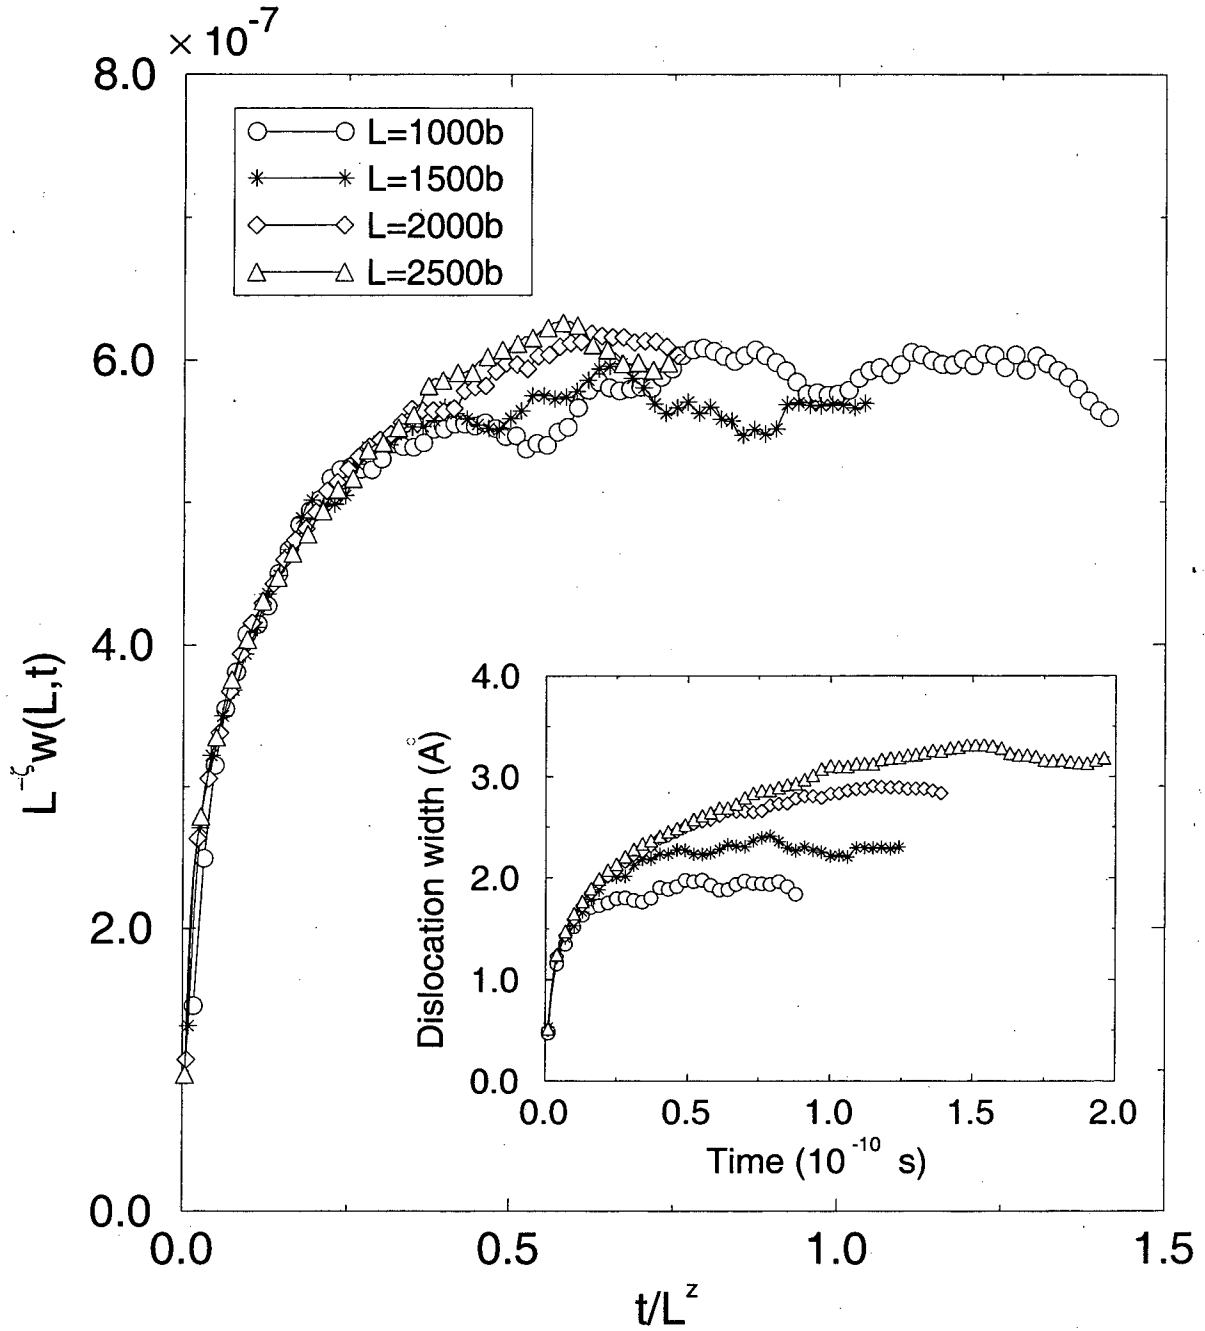 × 10⁻⁷
8.0
6.0
4.0
2.0
0.0
L⁻ζw(L,t)
L=1000b
L=1500b
L=2000b
L=2500b
4.0
3.0
2.0
1.0
0.0
Dislocation width (Å)
0.0 0.5 1.0 1.5 2.0
Time (10⁻¹⁰ s)
0.0 0.5 1.0 1.5
t/Lᶻ